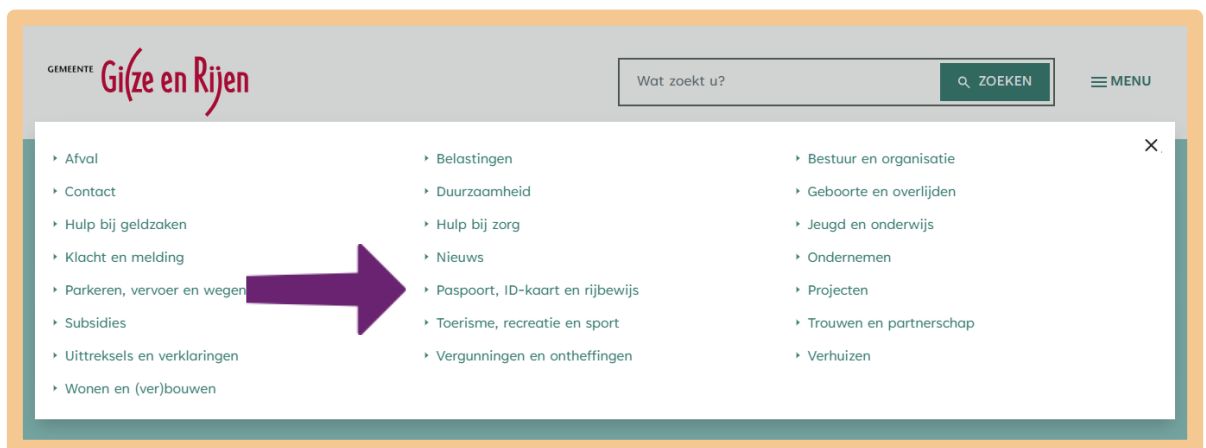 GEMEENTE Gilze en Rijen
Wat zoekt u?
ZOEKEN
MENU
Afval
Contact
Hulp bij geldzaken
Klacht en melding
Parkeren, vervoer en wegen
Subsidies
Uittreksels en verklaringen
Wonen en (ver)bouwen
Belastingen
Duurzaamheid
Hulp bij zorg
Nieuws
Paspoort, ID-kaart en rijbewijs
Toerisme, recreatie en sport
Vergunningen en ontheffingen
Bestuur en organisatie
Geboorte en overlijden
Jeugd en onderwijs
Ondernemen
Projecten
Trouwen en partnerschap
Verhuizen